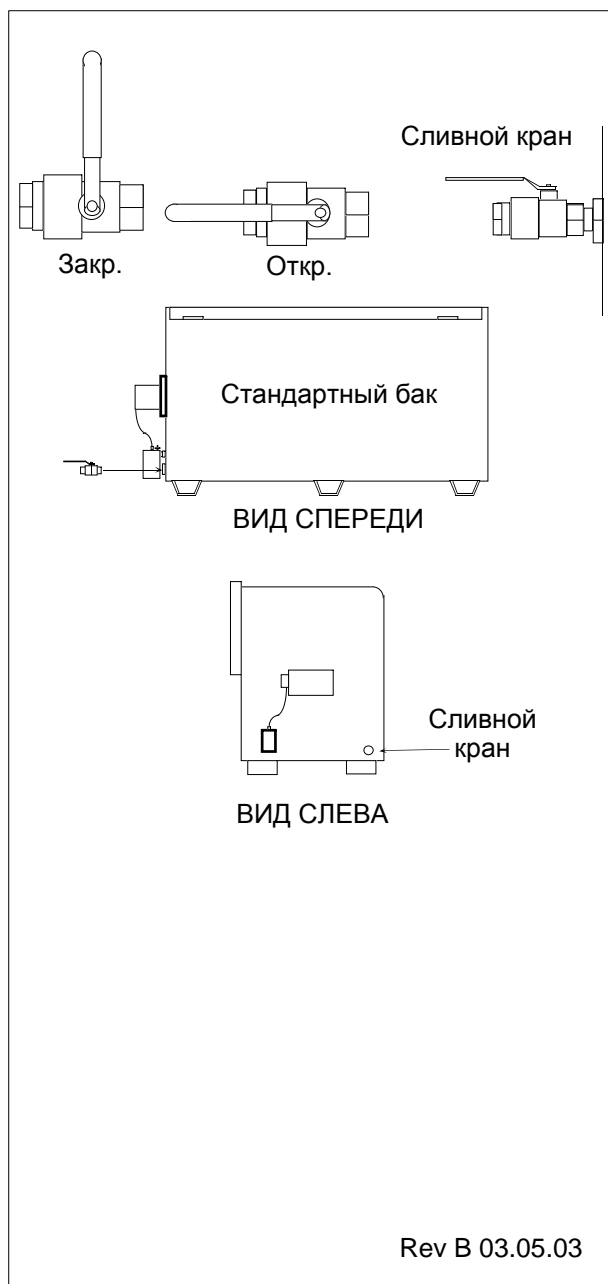 Сливной кран
Закр.
Откр.
Стандартный бак
ВИД СПЕРЕДИ
Сливной
кран
ВИД СЛЕВА
Rev B 03.05.03